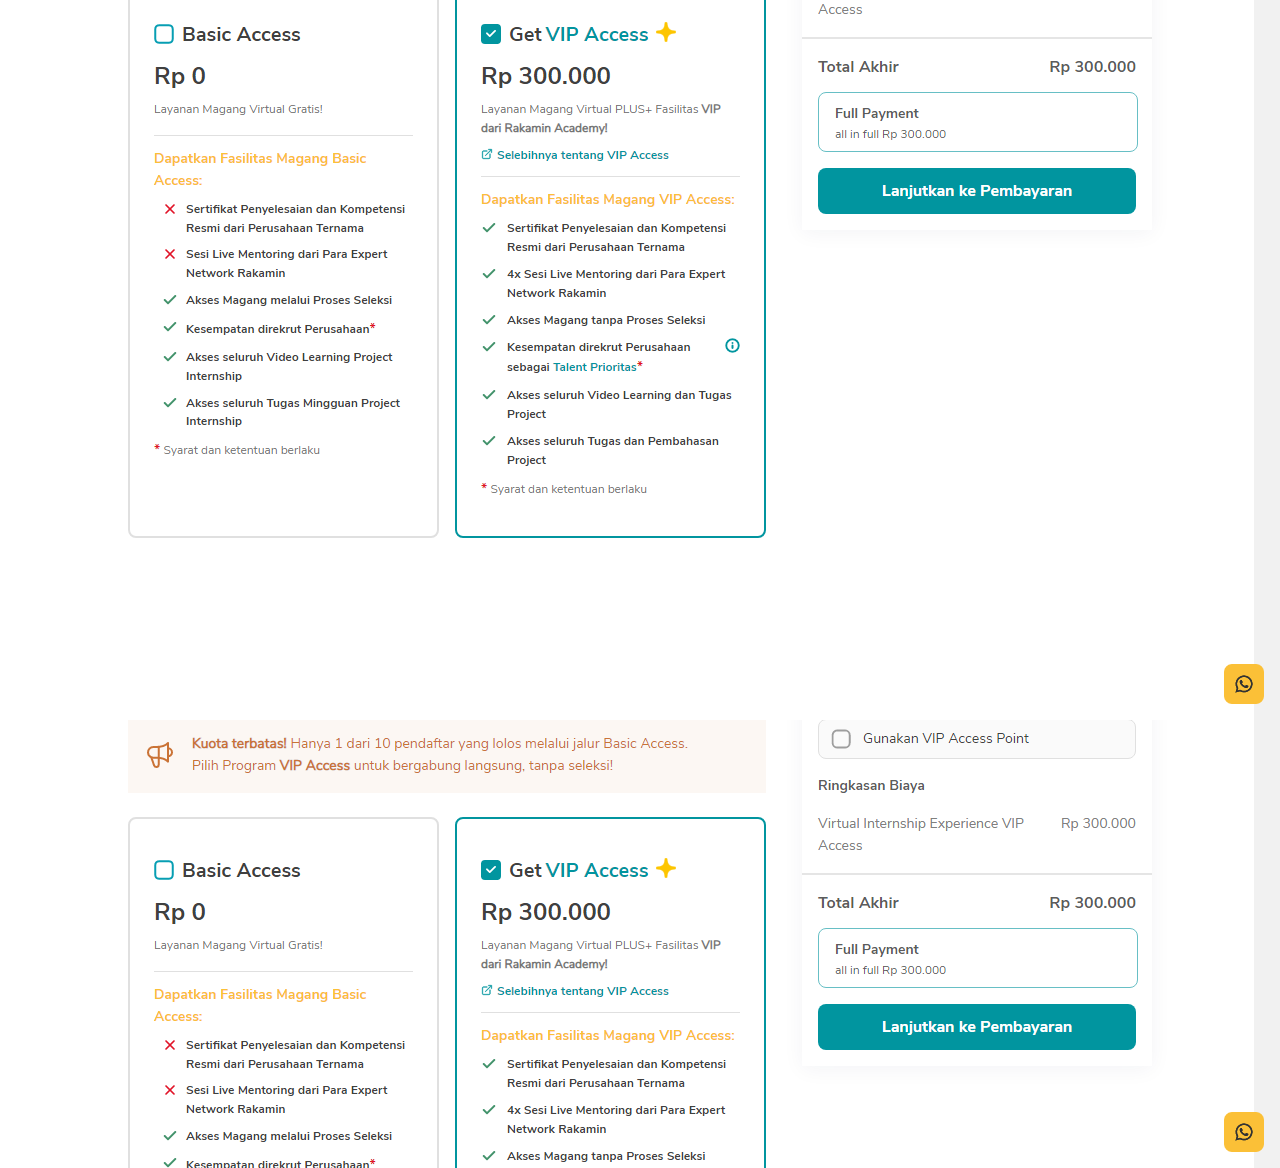 Access
Basic Access
Rp 0
Layanan Magang Virtual Gratis!
Dapatkan Fasilitas Magang Basic
Access:
Sertifikat Penyelesaian dan Kompetensi
Resmi dari Perusahaan Ternama
Sesi Live Mentoring dari Para Expert
Network Rakamin
Akses Magang melalui Proses Seleksi
Kesempatan direkrut Perusahaan*
Akses seluruh Video Learning Project
Internship
Akses seluruh Tugas Mingguan Project
Internship
* Syarat dan ketentuan berlaku
Get VIP Access
Rp 300.000
Layanan Magang Virtual PLUS+ Fasilitas VIP
dari Rakamin Academy!
Selebihnya tentang VIP Access
Dapatkan Fasilitas Magang VIP Access:
Sertifikat Penyelesaian dan Kompetensi
Resmi dari Perusahaan Ternama
4x Sesi Live Mentoring dari Para Expert
Network Rakamin
Akses Magang tanpa Proses Seleksi
Kesempatan direkrut Perusahaan
sebagai Talent Prioritas*
Akses seluruh Video Learning dan Tugas
Project
Akses seluruh Tugas dan Pembahasan
Project
* Syarat dan ketentuan berlaku
Total Akhir Rp 300.000
Full Payment
all in full Rp 300.000
Lanjutkan ke Pembayaran
Kuota terbatas! Hanya 1 dari 10 pendaftar yang lolos melalui jalur Basic Access.
Pilih Program VIP Access untuk bergabung langsung, tanpa seleksi!
Basic Access
Rp 0
Layanan Magang Virtual Gratis!
Dapatkan Fasilitas Magang Basic
Access:
Sertifikat Penyelesaian dan Kompetensi
Resmi dari Perusahaan Ternama
Sesi Live Mentoring dari Para Expert
Network Rakamin
Akses Magang melalui Proses Seleksi
Kesempatan direkrut Perusahaan*
Get VIP Access
Rp 300.000
Layanan Magang Virtual PLUS+ Fasilitas VIP
dari Rakamin Academy!
Selebihnya tentang VIP Access
Dapatkan Fasilitas Magang VIP Access:
Sertifikat Penyelesaian dan Kompetensi
Resmi dari Perusahaan Ternama
4x Sesi Live Mentoring dari Para Expert
Network Rakamin
Akses Magang tanpa Proses Seleksi
Gunakan VIP Access Point
Ringkasan Biaya
Virtual Internship Experience VIP Rp 300.000
Access
Total Akhir Rp 300.000
Full Payment
all in full Rp 300.000
Lanjutkan ke Pembayaran